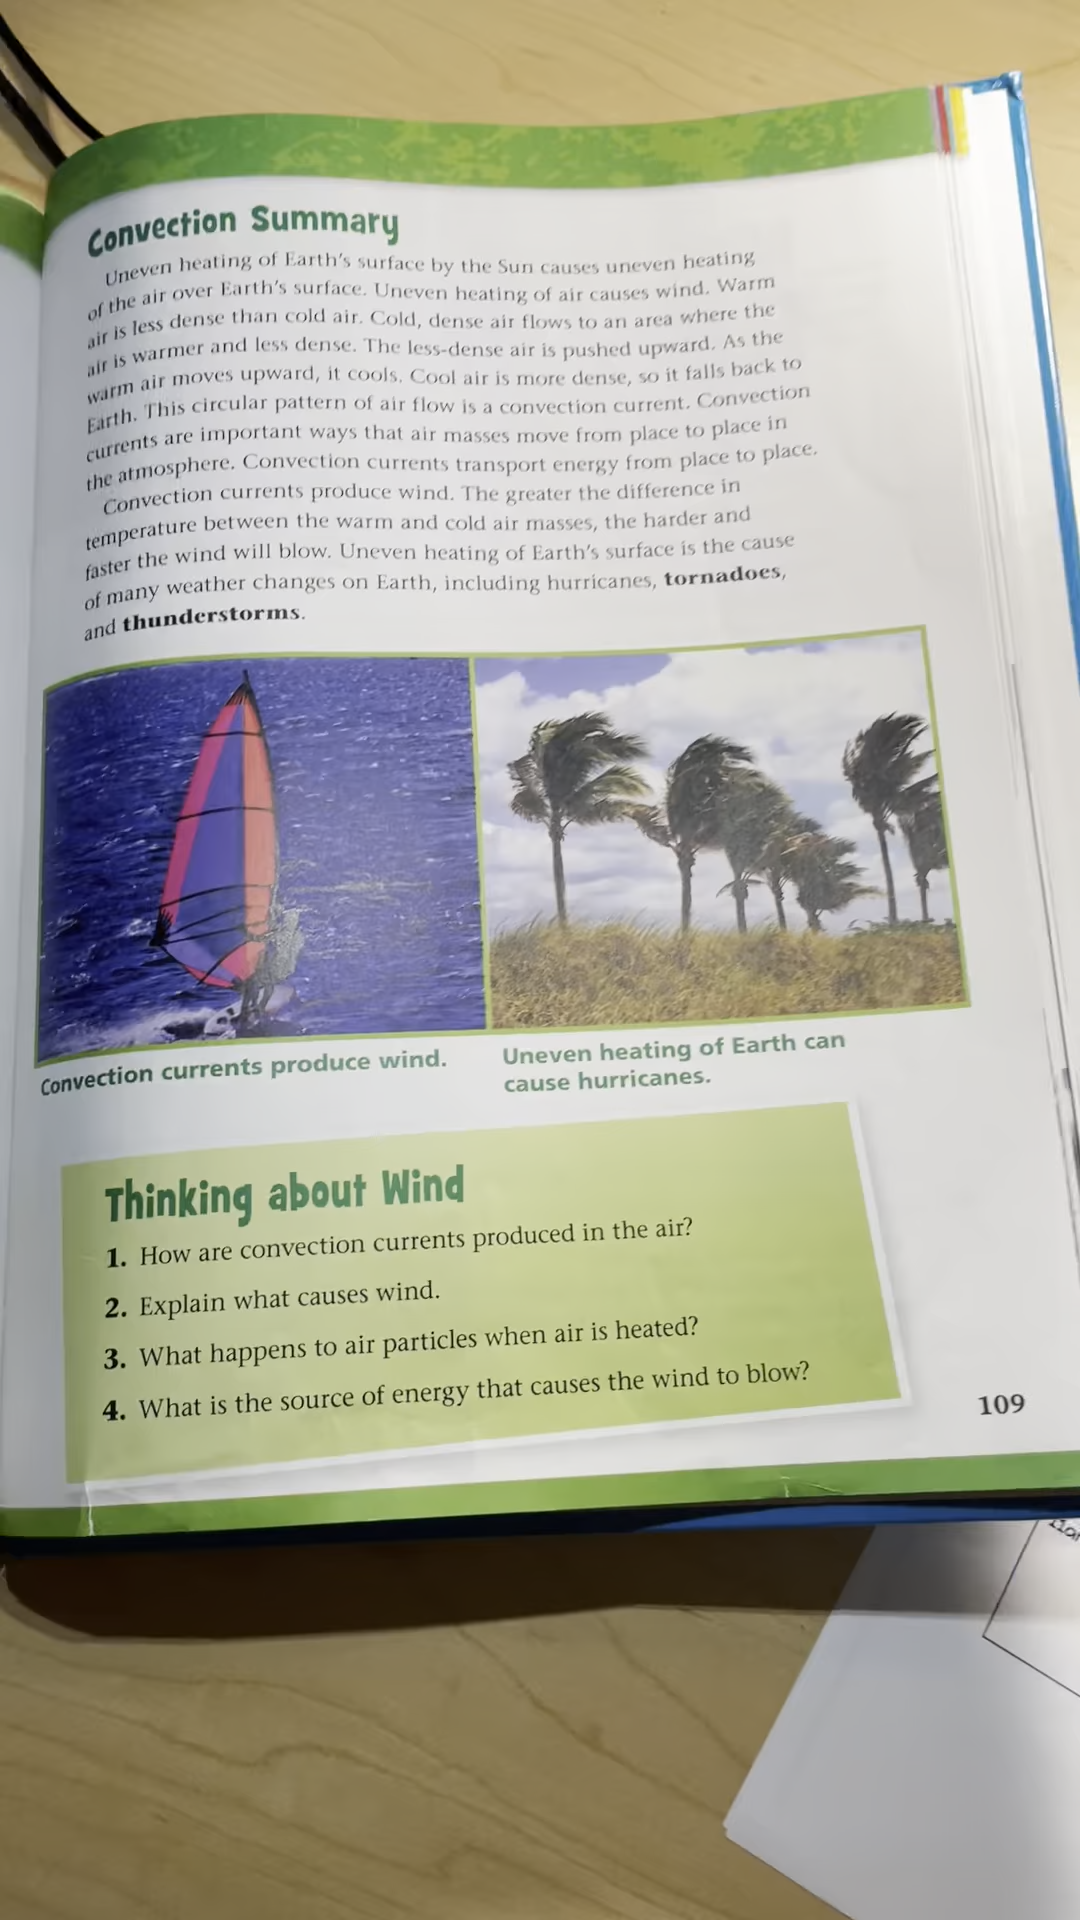 Convection Summary
Uneven heating of Earth's surface by the Sun causes uneven heating
of the air over Earth's surface. Uneven heating of air causes wind. Warm
air is less dense than cold air. Cold, dense air flows to an area where the
air is warmer and less dense. The less-dense air is pushed upward. As the
warm air moves upward, it cools. Cool air is more dense, so it falls back to
Earth. This circular pattern of air flow is a convection current. Convection
currents are important ways that air masses move from place to place in
the atmosphere. Convection currents transport energy from place to place.
Convection currents produce wind. The greater the difference in
temperature between the warm and cold air masses, the harder and
faster the wind will blow. Uneven heating of Earth's surface is the cause
of many weather changes on Earth, including hurricanes, tornadoes,
and thunderstorms.
Convection currents produce wind.
Uneven heating of Earth can
cause hurricanes.
Thinking about Wind
1. How are convection currents produced in the air?
2. Explain what causes wind.
3. What happens to air particles when air is heated?
4. What is the source of energy that causes the wind to blow?
109